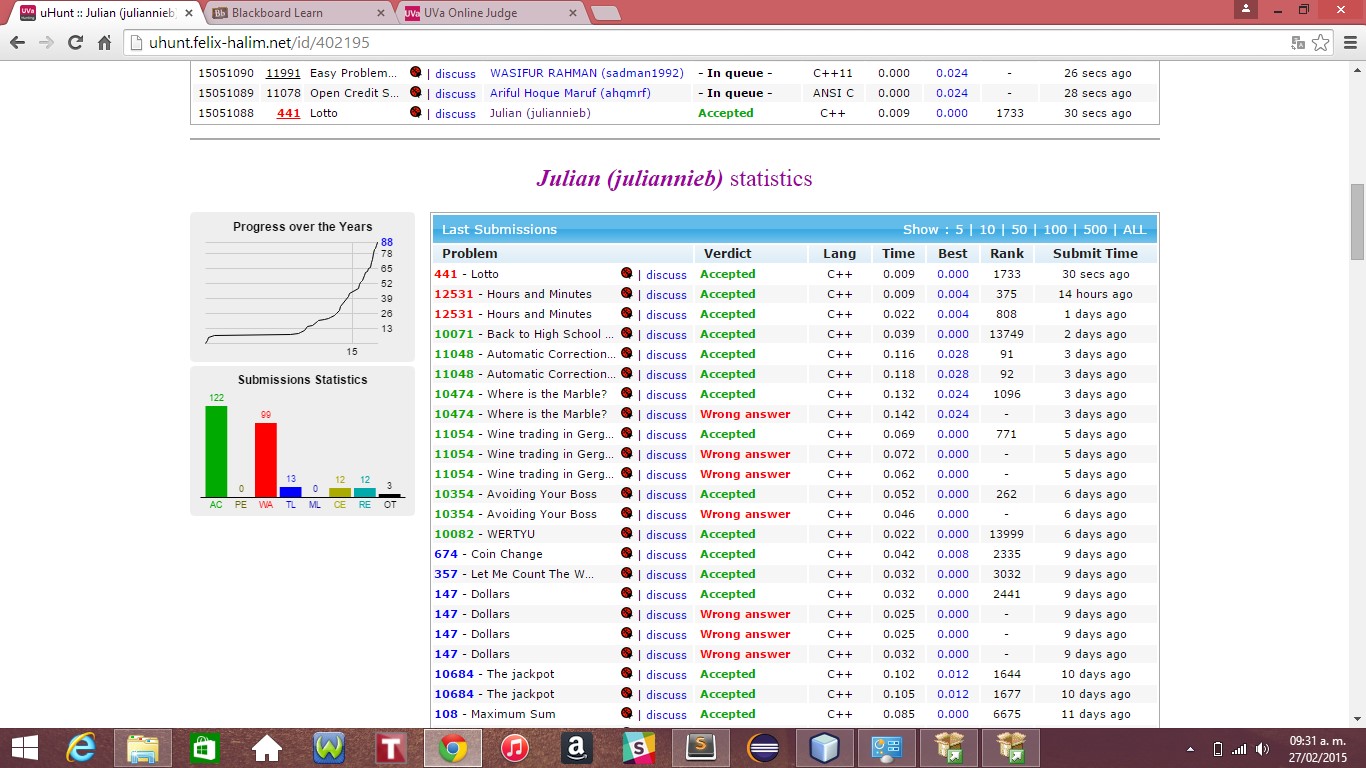 uHunt :: Julian (juliannieb)
Blackboard Learn
UVa Online Judge
uhunt.felix-halim.net/id/402195
15051090 11991 Easy Problem... | discuss WASIFUR RAHMAN (sadman1992) - In queue - C++11 0.000 0.024 - 26 secs ago
15051089 11078 Open Credit S... | discuss Ariful Hoque Maruf (ahqmrf) - In queue - ANSI C 0.000 0.024 - 28 secs ago
15051088 441 Lotto | discuss Julian (juliannieb) Accepted C++ 0.009 0.000 1733 30 secs ago
Julian (juliannieb) statistics
Progress over the Years
88
78
65
52
39
26
13
15
Submissions Statistics
122
0
99
13
0
12
12
3
AC PE WA TL ML CE RE OT
Last Submissions Show : 5 | 10 | 50 | 100 | 500 | ALL
Problem Verdict Lang Time Best Rank Submit Time
441 - Lotto | discuss Accepted C++ 0.009 0.000 1733 30 secs ago
12531 - Hours and Minutes | discuss Accepted C++ 0.009 0.004 375 14 hours ago
12531 - Hours and Minutes | discuss Accepted C++ 0.022 0.004 808 1 days ago
10071 - Back to High School ... | discuss Accepted C++ 0.039 0.000 13749 2 days ago
11048 - Automatic Correction... | discuss Accepted C++ 0.116 0.028 91 3 days ago
11048 - Automatic Correction... | discuss Accepted C++ 0.118 0.028 92 3 days ago
10474 - Where is the Marble? | discuss Accepted C++ 0.132 0.024 1096 3 days ago
10474 - Where is the Marble? | discuss Wrong answer C++ 0.142 0.024 - 3 days ago
11054 - Wine trading in Gerg... | discuss Accepted C++ 0.069 0.000 771 5 days ago
11054 - Wine trading in Gerg... | discuss Wrong answer C++ 0.072 0.000 - 5 days ago
11054 - Wine trading in Gerg... | discuss Wrong answer C++ 0.062 0.000 - 5 days ago
10354 - Avoiding Your Boss | discuss Accepted C++ 0.052 0.000 262 6 days ago
10354 - Avoiding Your Boss | discuss Wrong answer C++ 0.046 0.000 - 6 days ago
10082 - WERTYU | discuss Accepted C++ 0.022 0.000 13999 6 days ago
674 - Coin Change | discuss Accepted C++ 0.042 0.008 2335 9 days ago
357 - Let Me Count The W... | discuss Accepted C++ 0.032 0.000 3032 9 days ago
147 - Dollars | discuss Accepted C++ 0.032 0.000 2441 9 days ago
147 - Dollars | discuss Wrong answer C++ 0.025 0.000 - 9 days ago
147 - Dollars | discuss Wrong answer C++ 0.025 0.000 - 9 days ago
147 - Dollars | discuss Wrong answer C++ 0.032 0.000 - 9 days ago
10684 - The jackpot | discuss Accepted C++ 0.102 0.012 1644 10 days ago
10684 - The jackpot | discuss Accepted C++ 0.105 0.012 1677 10 days ago
108 - Maximum Sum | discuss Accepted C++ 0.085 0.000 6675 11 days ago
09:31 a. m.
27/02/2015